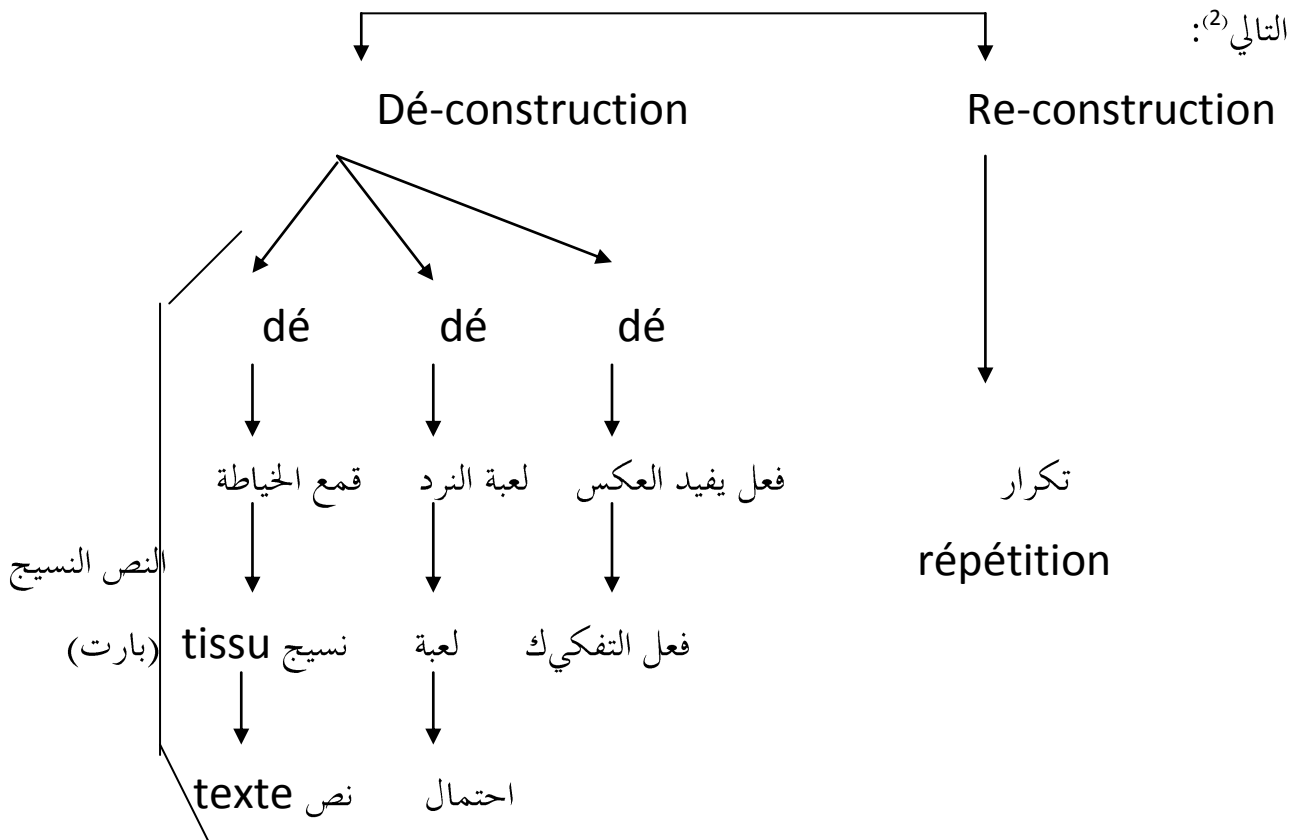 التالي(2):
Dé-construction Re-construction
dé dé dé
قمع الخياطة لعبة النرد فعل يفيد العكس تكرار
النص النسيج répétition
(بارت) نسيج tissu لعبة فعل التفكيك
نص texte احتمال